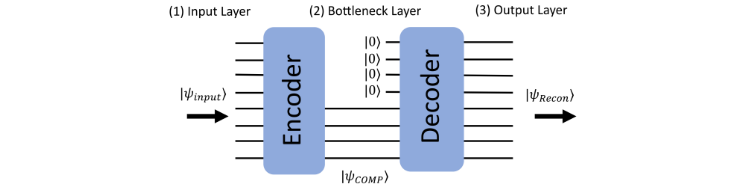 (1) Input Layer
(2) Bottleneck Layer
(3) Output Layer
|0⟩
|0⟩
|0⟩
|0⟩
|ψ_input⟩
Encoder
Decoder
|ψ_Recon⟩
|ψ_COMP⟩